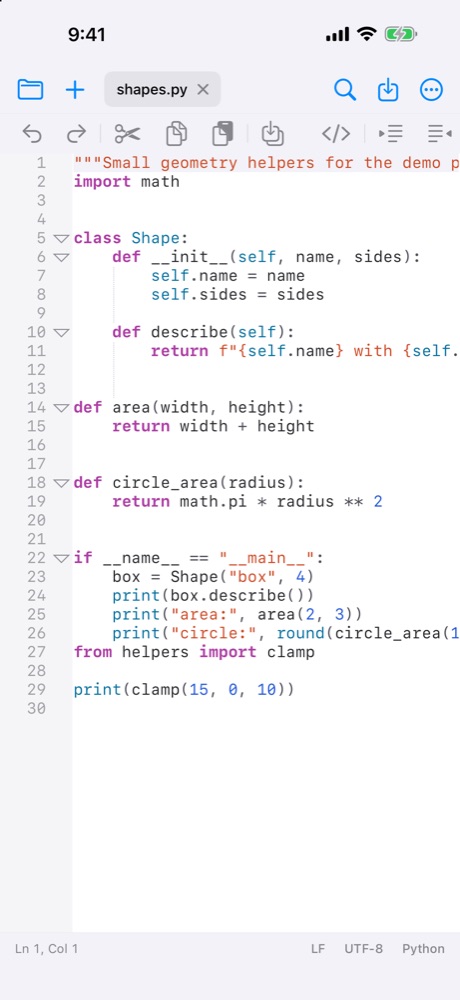 9:41
shapes.py
1 """Small geometry helpers for the demo p
2 import math
3
4
5 class Shape:
6     def __init__(self, name, sides):
7         self.name = name
8         self.sides = sides
9
10     def describe(self):
11         return f"{self.name} with {self.
12
13
14 def area(width, height):
15     return width + height
16
17
18 def circle_area(radius):
19     return math.pi * radius ** 2
20
21
22 if __name__ == "__main__":
23     box = Shape("box", 4)
24     print(box.describe())
25     print("area:", area(2, 3))
26     print("circle:", round(circle_area(1
27 from helpers import clamp
28
29 print(clamp(15, 0, 10))
30
Ln 1, Col 1 LF UTF-8 Python